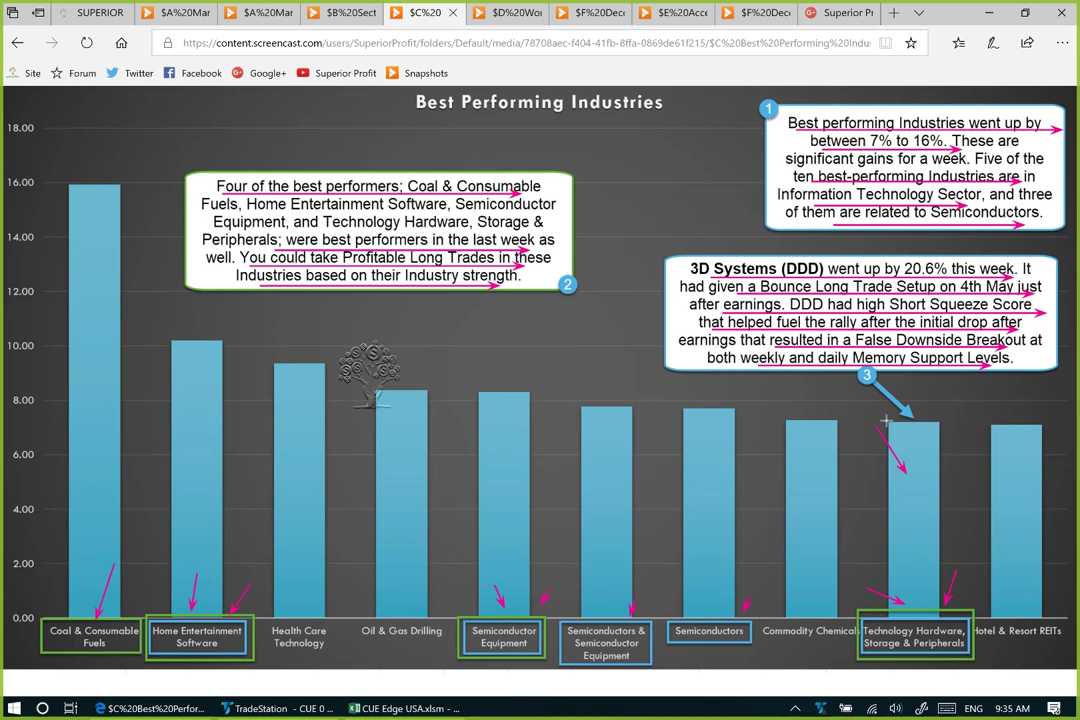 SUPERIOR
$A%20Mar
$A%20Mar
$B%20Sect
$C%20
$D%20Wor
$F%20Dece
$E%20Acce
$F%20Dece
Superior Pr
https://content.screencast.com/users/SuperiorProfit/folders/Default/media/78708aec-f404-41fb-8ffa-0869de61f215/$C%20Best%20Performing%20Indus
Site
Forum
Twitter
Facebook
Google+
Superior Profit
Snapshots
Best Performing Industries
1
Best performing Industries went up by
between 7% to 16%. These are
significant gains for a week. Five of the
ten best-performing Industries are in
Information Technology Sector, and three
of them are related to Semiconductors.
Four of the best performers; Coal & Consumable
Fuels, Home Entertainment Software, Semiconductor
Equipment, and Technology Hardware, Storage &
Peripherals; were best performers in the last week as
well. You could take Profitable Long Trades in these
Industries based on their Industry strength.
2
3D Systems (DDD) went up by 20.6% this week. It
had given a Bounce Long Trade Setup on 4th May just
after earnings. DDD had high Short Squeeze Score
that helped fuel the rally after the initial drop after
earnings that resulted in a False Downside Breakout at
both weekly and daily Memory Support Levels.
3
18.00
16.00
14.00
12.00
10.00
8.00
6.00
4.00
2.00
0.00
Coal & Consumable
Fuels
Home Entertainment
Software
Health Care
Technology
Oil & Gas Drilling
Semiconductor
Equipment
Semiconductors &
Semiconductor
Equipment
Semiconductors
Commodity Chemical
Technology Hardware,
Storage & Peripherals
Hotel & Resort REITs
$C%20Best%20Perfor...
TradeStation - CUE 0 ...
CUE Edge USA.xlsm - ...
ENG
9:35 AM